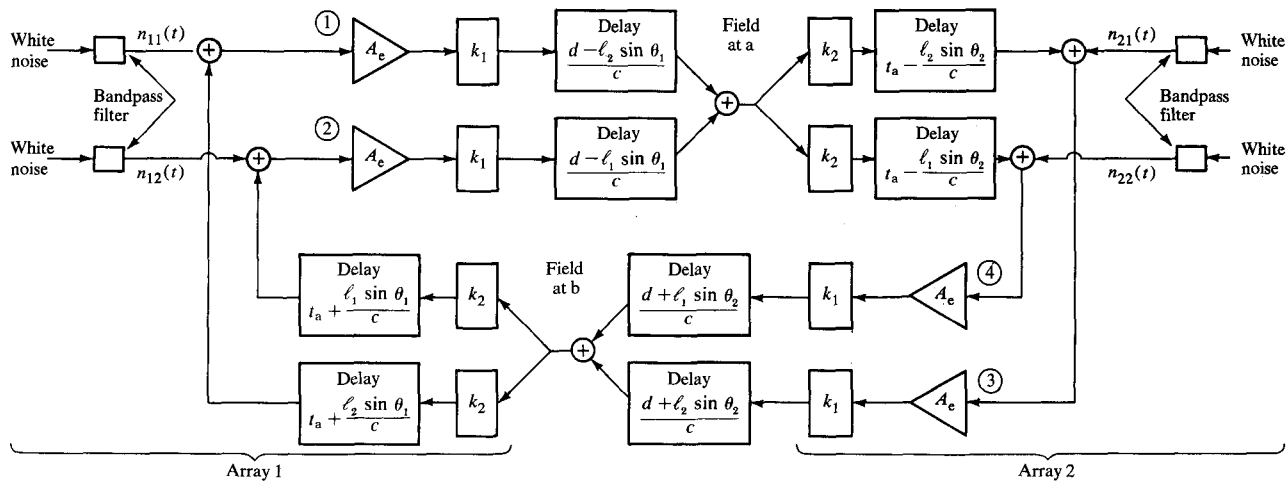 White
noise
n₁₁(t)
+
①
A_e
k₁
Delay
(d − ℓ₂ sin θ₁)/c
Field
at a
k₂
Delay
t_a − (ℓ₂ sin θ₂)/c
+
n₂₁(t)
White
noise
Bandpass
filter
+
Bandpass
filter
White
noise
n₁₂(t)
+
②
A_e
k₁
Delay
(d − ℓ₁ sin θ₁)/c
k₂
Delay
t_a − (ℓ₁ sin θ₂)/c
+
n₂₂(t)
White
noise
Delay
t_a + (ℓ₁ sin θ₁)/c
k₂
Field
at b
Delay
(d + ℓ₁ sin θ₂)/c
k₁
A_e
④
+
Delay
t_a + (ℓ₂ sin θ₁)/c
k₂
Delay
(d + ℓ₂ sin θ₂)/c
k₁
A_e
③
Array 1
Array 2